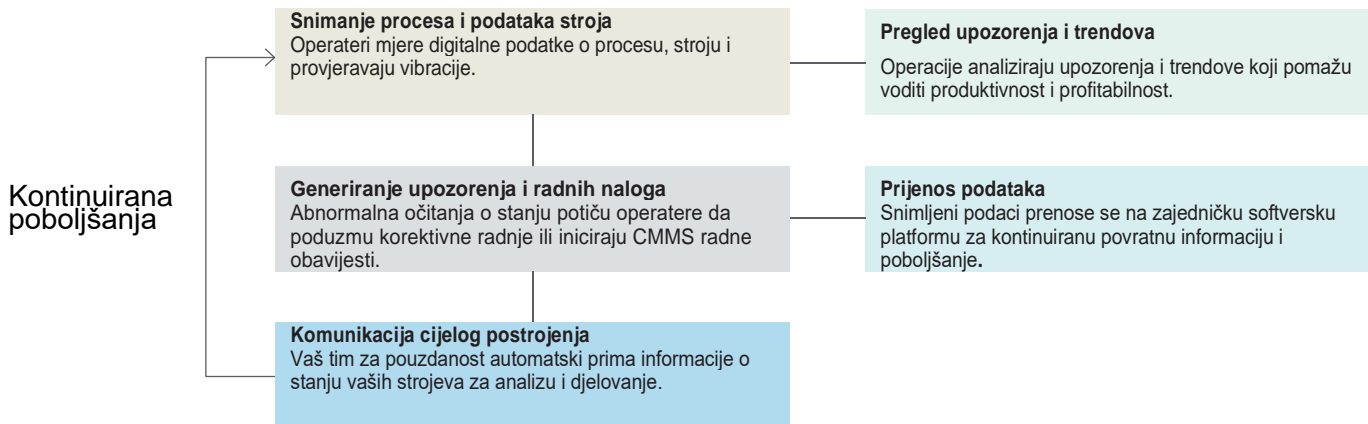 Snimanje procesa i podataka stroja
Operateri mjere digitalne podatke o procesu, stroju i
provjeravaju vibracije.
Pregled upozorenja i trendova
Operacije analiziraju upozorenja i trendove koji pomažu
voditi produktivnost i profitabilnost.
Kontinuirana
poboljšanja
Generiranje upozorenja i radnih naloga
Abnormalna očitanja o stanju potiču operatere da
poduzmu korektivne radnje ili iniciraju CMMS radne
obavijesti.
Prijenos podataka
Snimljeni podaci prenose se na zajedničku softversku
platformu za kontinuiranu povratnu informaciju i
poboljšanje.
Komunikacija cijelog postrojenja
Vaš tim za pouzdanost automatski prima informacije o
stanju vaših strojeva za analizu i djelovanje.